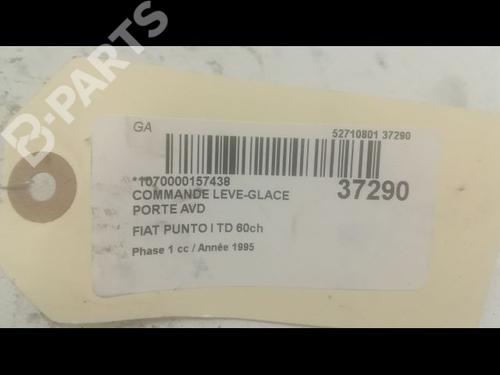 B-PARTS
GA
52710801 37290
*1070000157438
37290
COMMANDE LEVE-GLACE
PORTE AVD
FIAT PUNTO I TD 60ch
Phase 1 cc / Année 1995